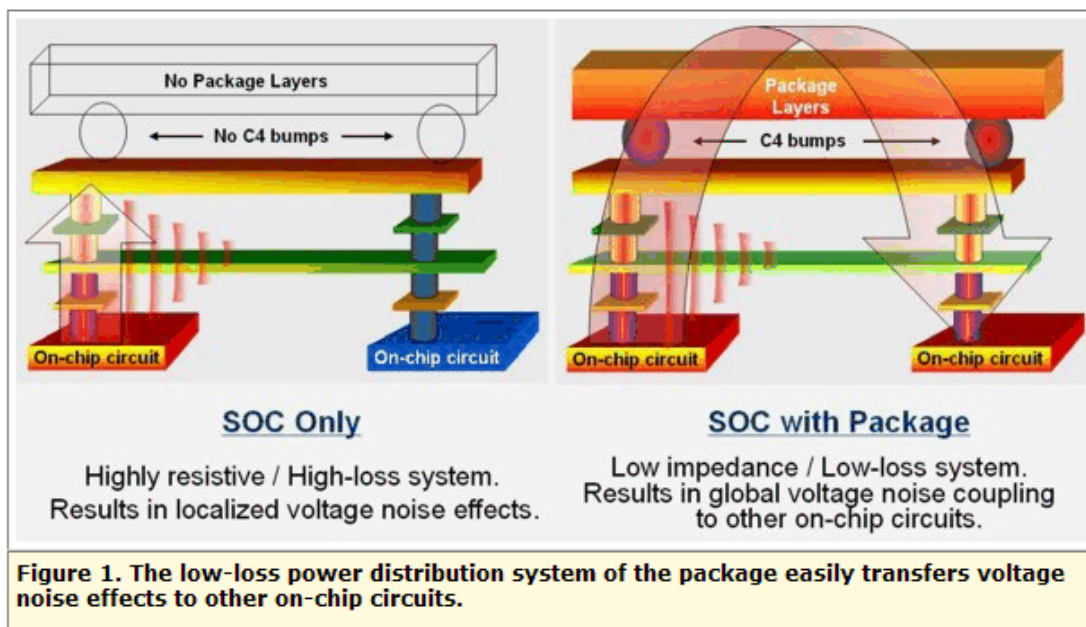 No Package Layers
No C4 bumps
On-chip circuit
On-chip circuit
Package
Layers
C4 bumps
On-chip circuit
On-chip circuit
SOC Only
Highly resistive / High-loss system.
Results in localized voltage noise effects.
SOC with Package
Low impedance / Low-loss system.
Results in global voltage noise coupling
to other on-chip circuits.
Figure 1. The low-loss power distribution system of the package easily transfers voltage
noise effects to other on-chip circuits.